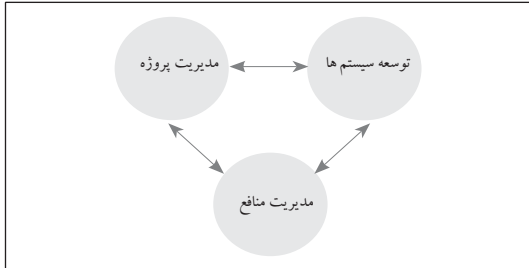 توسعه سیستم ها
مدیریت پروژه
مدیریت منافع